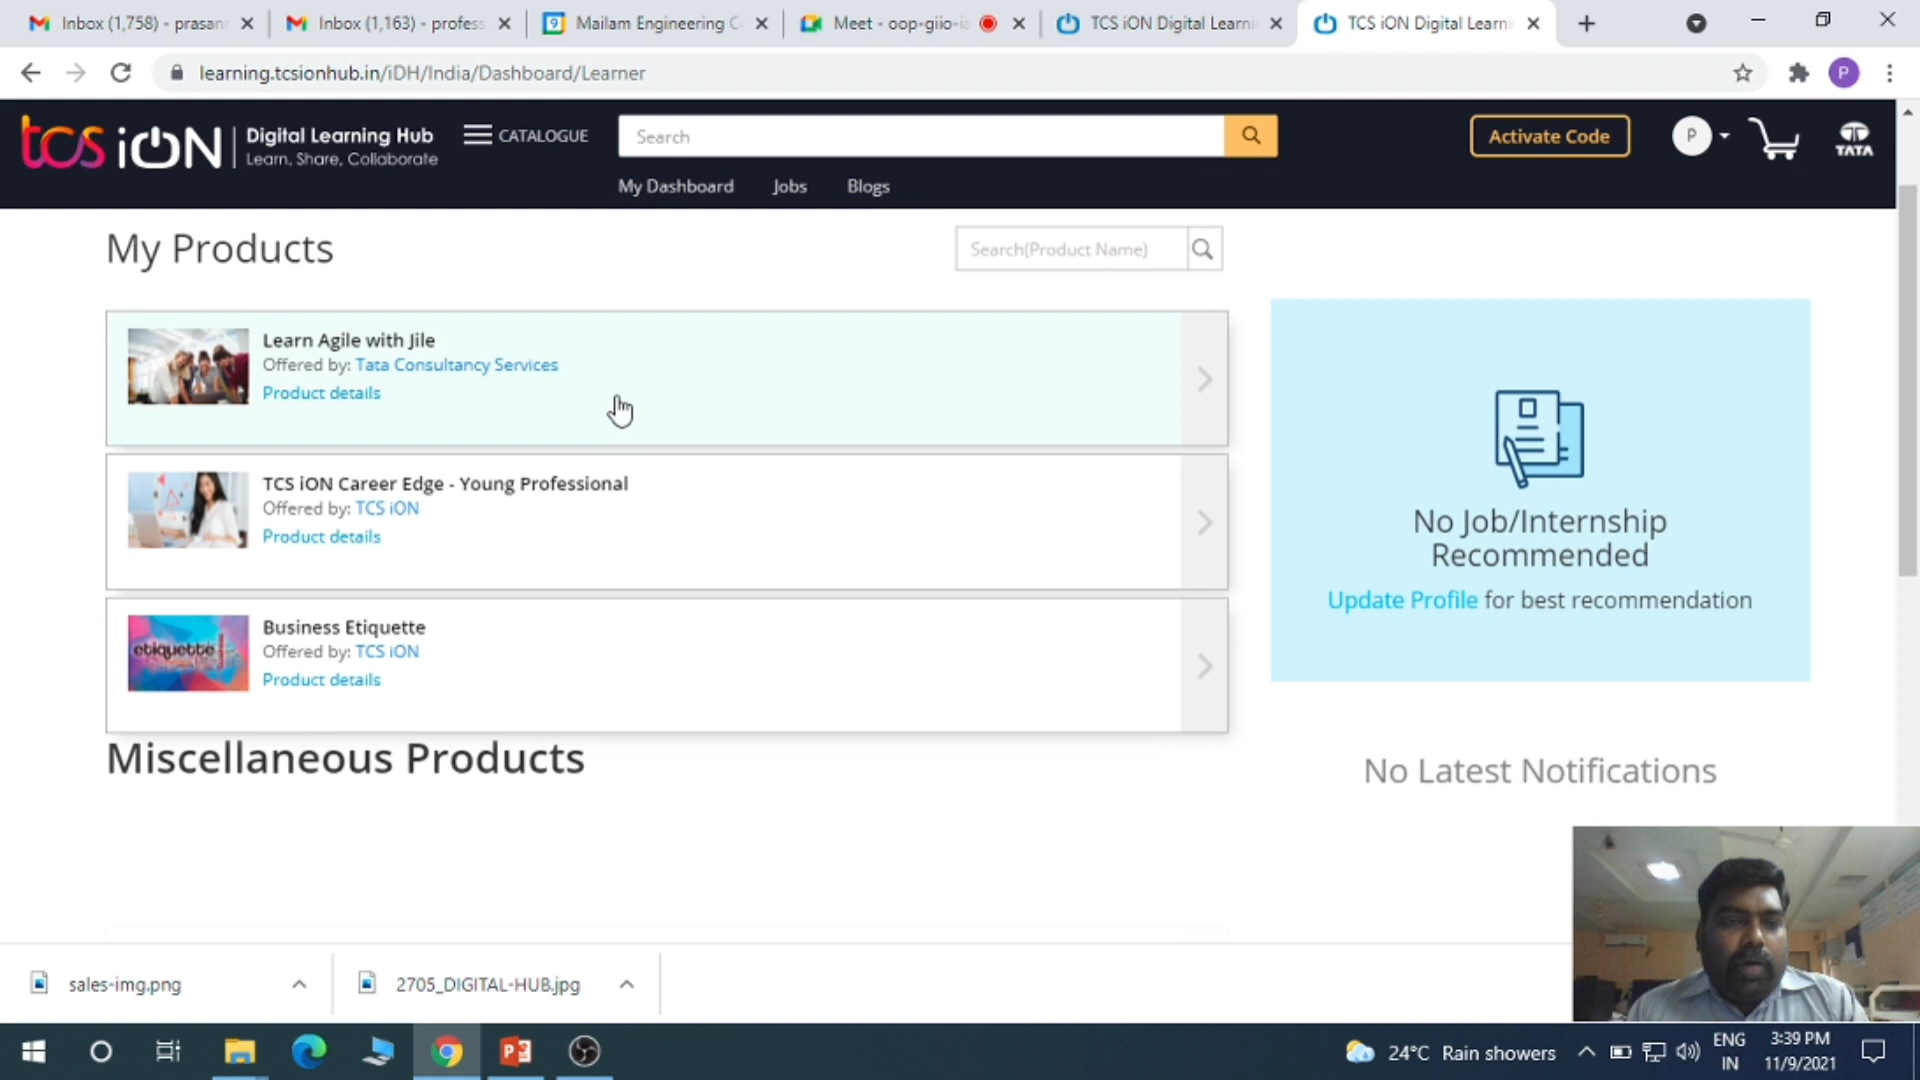 Inbox (1,758) - prasann
Inbox (1,163) - profess
9
Mailam Engineering C
Meet - oop-giio-i
TCS iON Digital Learni
TCS iON Digital Learni
learning.tcsionhub.in/iDH/India/Dashboard/Learner
P
tcs iON
Digital Learning Hub
Learn, Share, Collaborate
CATALOGUE
Search
Activate Code
P
TATA
My Dashboard
Jobs
Blogs
My Products
Search(Product Name)
Learn Agile with Jile
Offered by: Tata Consultancy Services
Product details
TCS iON Career Edge - Young Professional
Offered by: TCS iON
Product details
etiquette
Business Etiquette
Offered by: TCS iON
Product details
No Job/Internship
Recommended
Update Profile for best recommendation
Miscellaneous Products
No Latest Notifications
sales-img.png
2705_DIGITAL-HUB.jpg
24°C Rain showers
ENG
IN
3:39 PM
11/9/2021